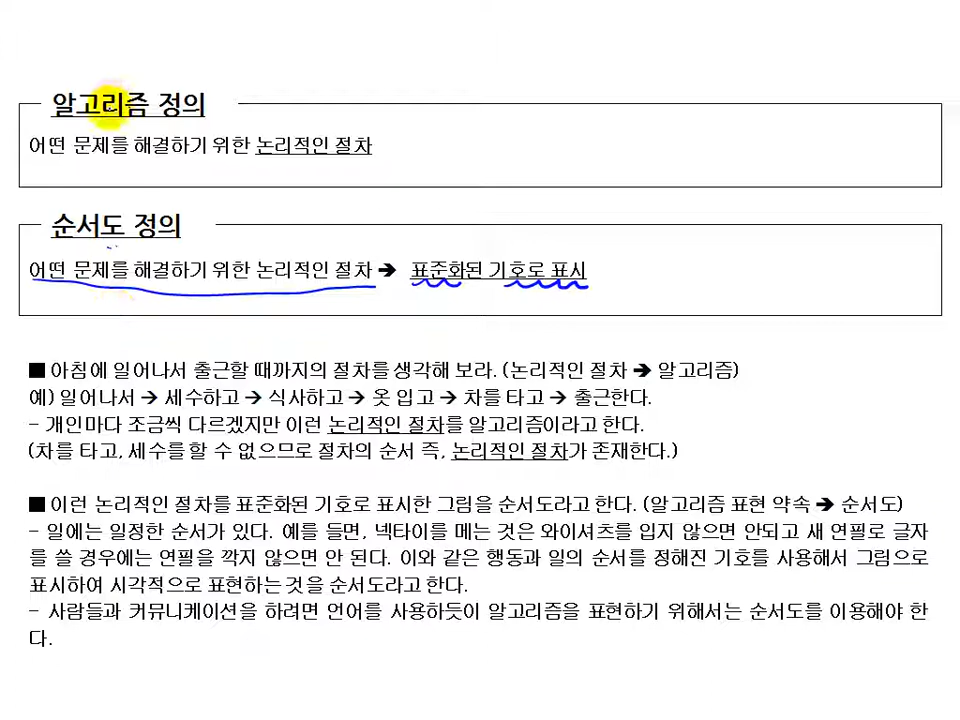 알고리즘 정의
어떤 문제를 해결하기 위한 논리적인 절차
순서도 정의
어떤 문제를 해결하기 위한 논리적인 절차 ➔ 표준화된 기호로 표시
■ 아침에 일어나서 출근할 때까지의 절차를 생각해 보라. (논리적인 절차 ➔ 알고리즘)
예) 일어나서 → 세수하고 → 식사하고 → 옷 입고 → 차를 타고 → 출근한다.
- 개인마다 조금씩 다르겠지만 이런 논리적인 절차를 알고리즘이라고 한다.
(차를 타고, 세수를 할 수 없으므로 절차의 순서 즉, 논리적인 절차가 존재한다.)
■ 이런 논리적인 절차를 표준화된 기호로 표시한 그림을 순서도라고 한다. (알고리즘 표현 약속 ➔ 순서도)
- 일에는 일정한 순서가 있다. 예를 들면, 넥타이를 메는 것은 와이셔츠를 입지 않으면 안되고 새 연필로 글자
를 쓸 경우에는 연필을 깍지 않으면 안 된다. 이와 같은 행동과 일의 순서를 정해진 기호를 사용해서 그림으로
표시하여 시각적으로 표현하는 것을 순서도라고 한다.
- 사람들과 커뮤니케이션을 하려면 언어를 사용하듯이 알고리즘을 표현하기 위해서는 순서도를 이용해야 한
다.